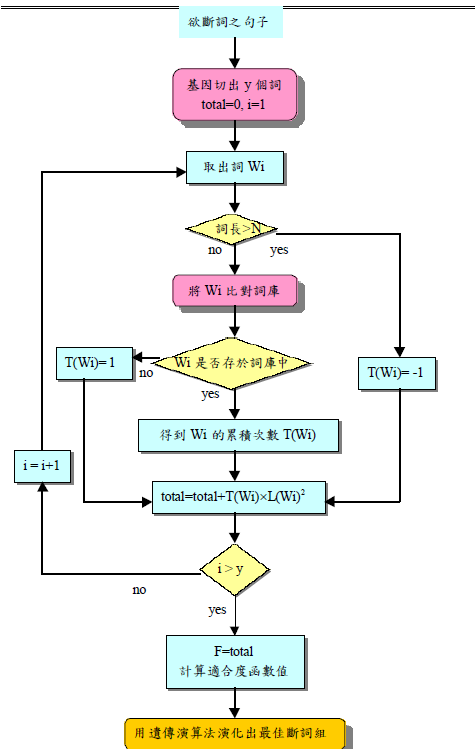 欲斷詞之句子
基因切出 y 個詞
total=0, i=1
取出詞 Wi
詞長>N
no
yes
將 Wi 比對詞庫
Wi 是否存於詞庫中
T(Wi)= 1
no
T(Wi)= -1
yes
得到 Wi 的累積次數 T(Wi)
i = i+1
total=total+T(Wi)×L(Wi)²
i > y
no
yes
F=total
計算適合度函數值
用遺傳演算法演化出最佳斷詞組